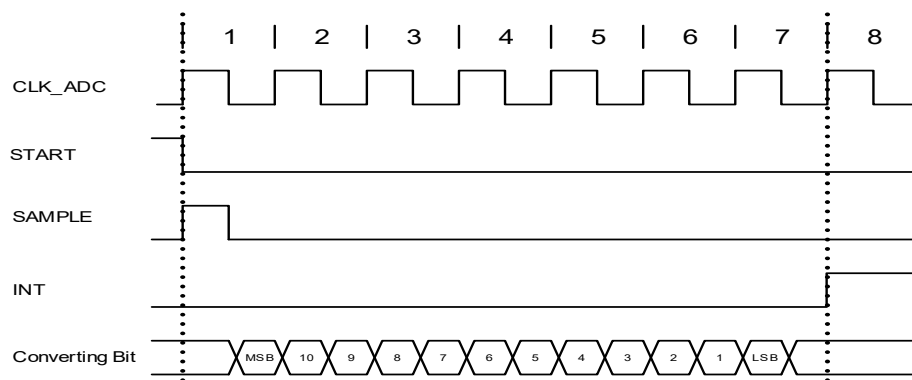 1 2 3 4 5 6 7 8
CLK_ADC
START
SAMPLE
INT
Converting Bit MSB 10 9 8 7 6 5 4 3 2 1 LSB